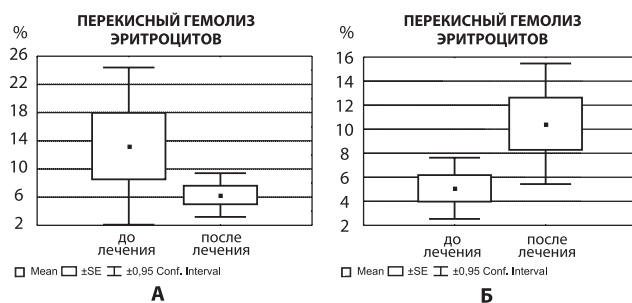 ПЕРЕКИСНЫЙ ГЕМОЛИЗ
ЭРИТРОЦИТОВ
%
26
22
18
14
10
6
2
до
лечения
после
лечения
Mean ±SE ±0,95 Conf. Interval
А
ПЕРЕКИСНЫЙ ГЕМОЛИЗ
ЭРИТРОЦИТОВ
%
16
14
12
10
8
6
4
2
до
лечения
после
лечения
Mean ±SE ±0,95 Conf. Interval
Б